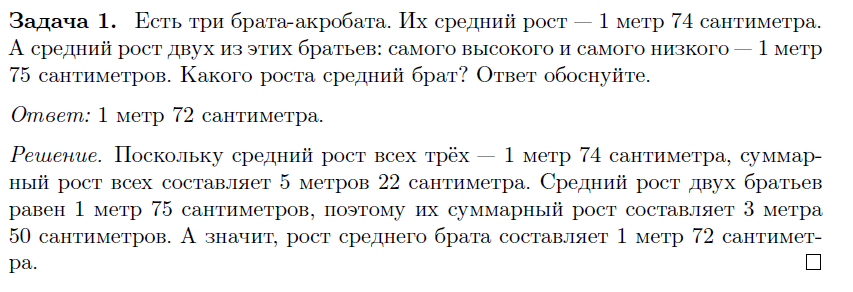 Задача 1. Есть три брата-акробата. Их средний рост — 1 метр 74 сантиметра.
А средний рост двух из этих братьев: самого высокого и самого низкого — 1 метр
75 сантиметров. Какого роста средний брат? Ответ обоснуйте.
Ответ: 1 метр 72 сантиметра.
Решение. Поскольку средний рост всех трёх — 1 метр 74 сантиметра, суммар-
ный рост всех составляет 5 метров 22 сантиметра. Средний рост двух братьев
равен 1 метр 75 сантиметров, поэтому их суммарный рост составляет 3 метра
50 сантиметров. А значит, рост среднего брата составляет 1 метр 72 сантимет-
ра. □